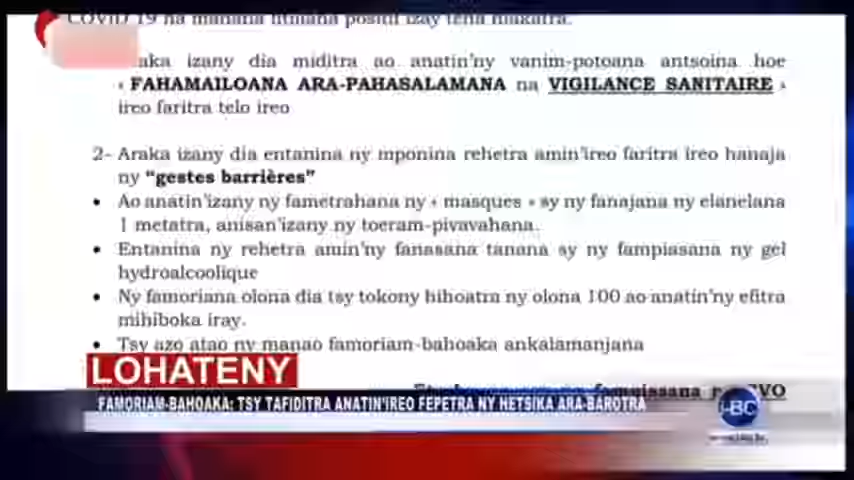 COVID 19 na manana
positif izay tena makatra.
araka izany dia miditra ao anatin'ny vanim-potoana antsoina hoe
« FAHAMAILOANA ARA-PAHASALAMANA na VIGILANCE SANITAIRE »
ireo faritra telo ireo
2- Araka izany dia entanina ny mponina rehetra amin'ireo faritra ireo hanaja
ny "gestes barrières"
• Ao anatin'izany ny fametrahana ny « masques » sy ny fanajana ny elanelana
1 metatra, anisan'izany ny toeram-pivavahana.
• Entanina ny rehetra amin'ny fanasana tanana sy ny fampiasana ny gel
hydroalcoolique
• Ny famoriana olona dia tsy tokony hihoatra ny olona 100 ao anatin'ny efitra
mihiboka iray.
• Tsy azo atao ny manao famoriam-bahoaka ankalamanjana
LOHATENY
FAMORIAM-BAHOAKA: TSY TAFIDITRA ANATIN'IREO FEPETRA NY HETSIKA ARA-BAROTRA
i-BC